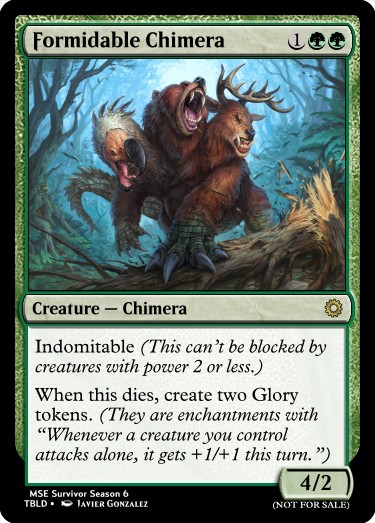 Formidable Chimera 1
Creature — Chimera
Indomitable (This can't be blocked by
creatures with power 2 or less.)
When this dies, create two Glory
tokens. (They are enchantments with
“Whenever a creature you control
attacks alone, it gets +1/+1 this turn.”)
4/2
MSE Survivor Season 6
TBLD • Javier Gonzalez
(NOT FOR SALE)